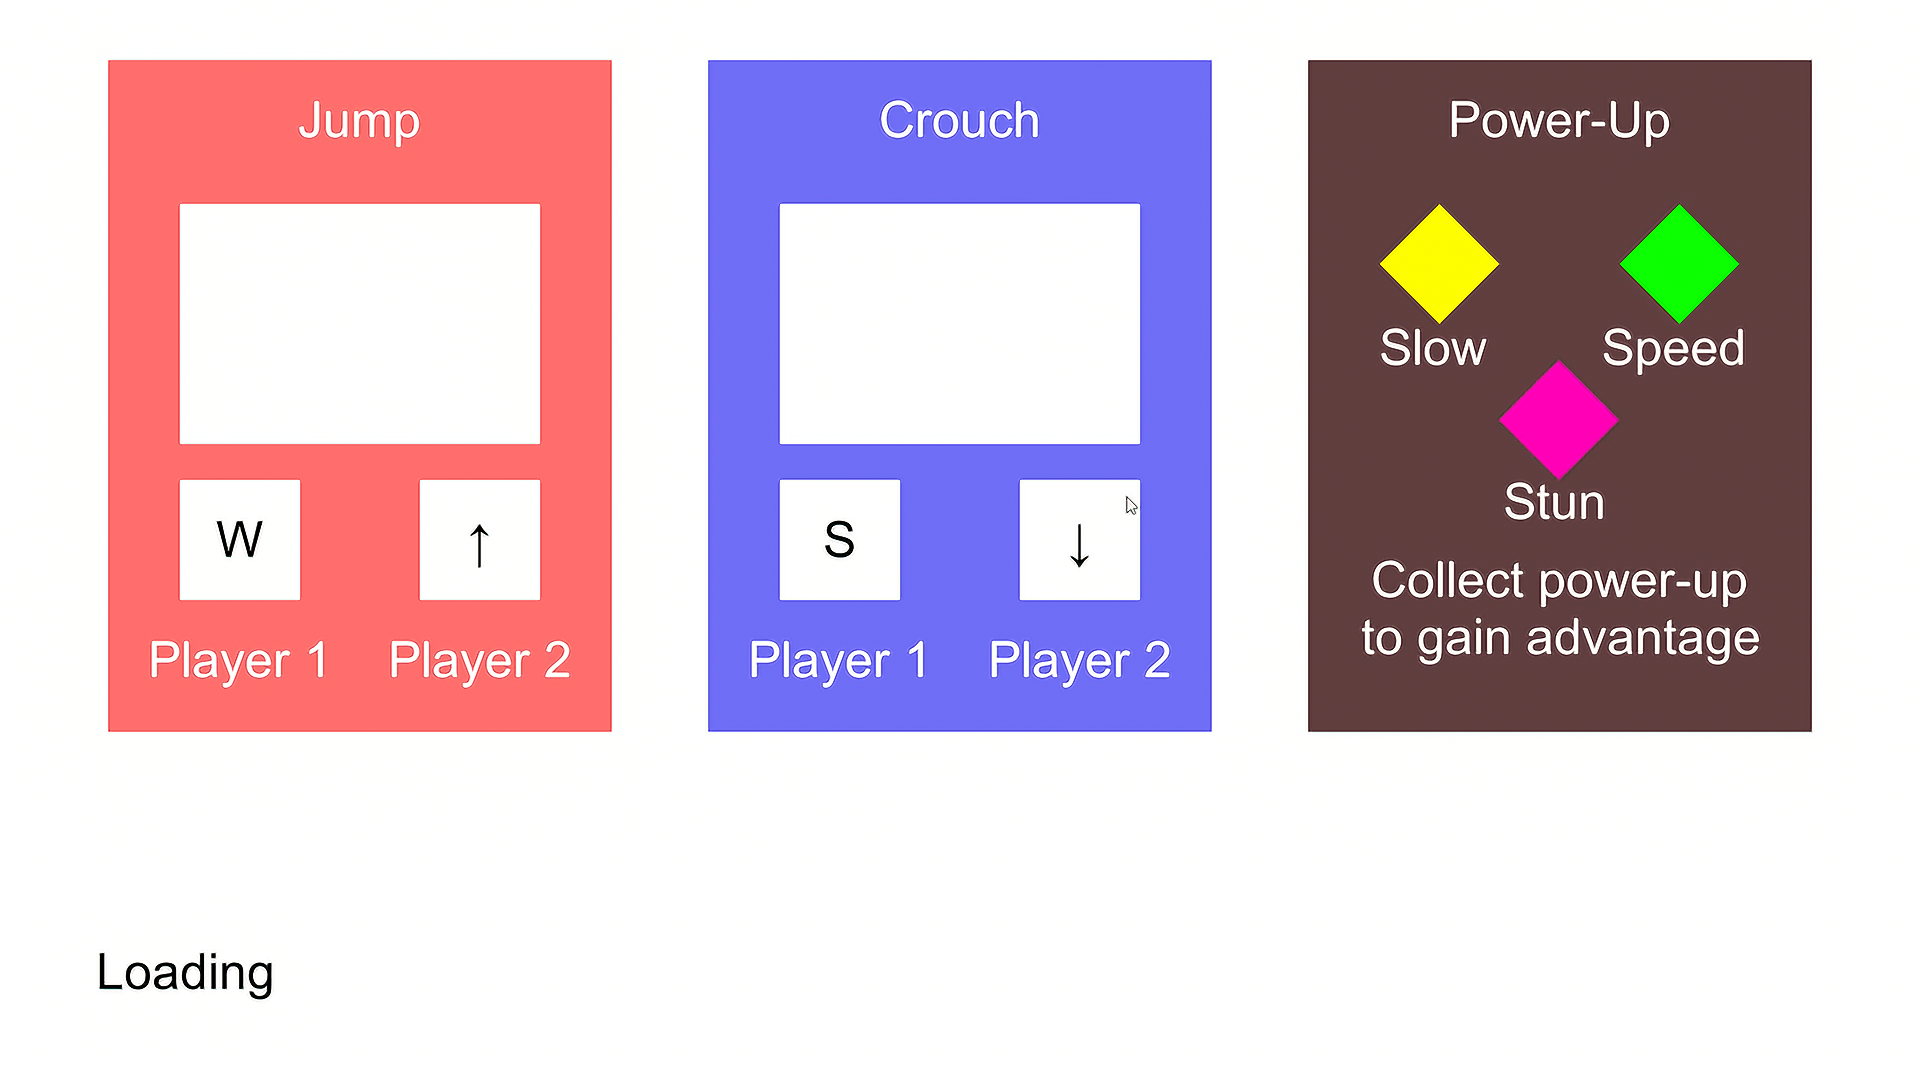 Jump
W
↑
Player 1
Player 2
Crouch
S
↓
Player 1
Player 2
Power-Up
Slow
Speed
Stun
Collect power-up
to gain advantage
Loading